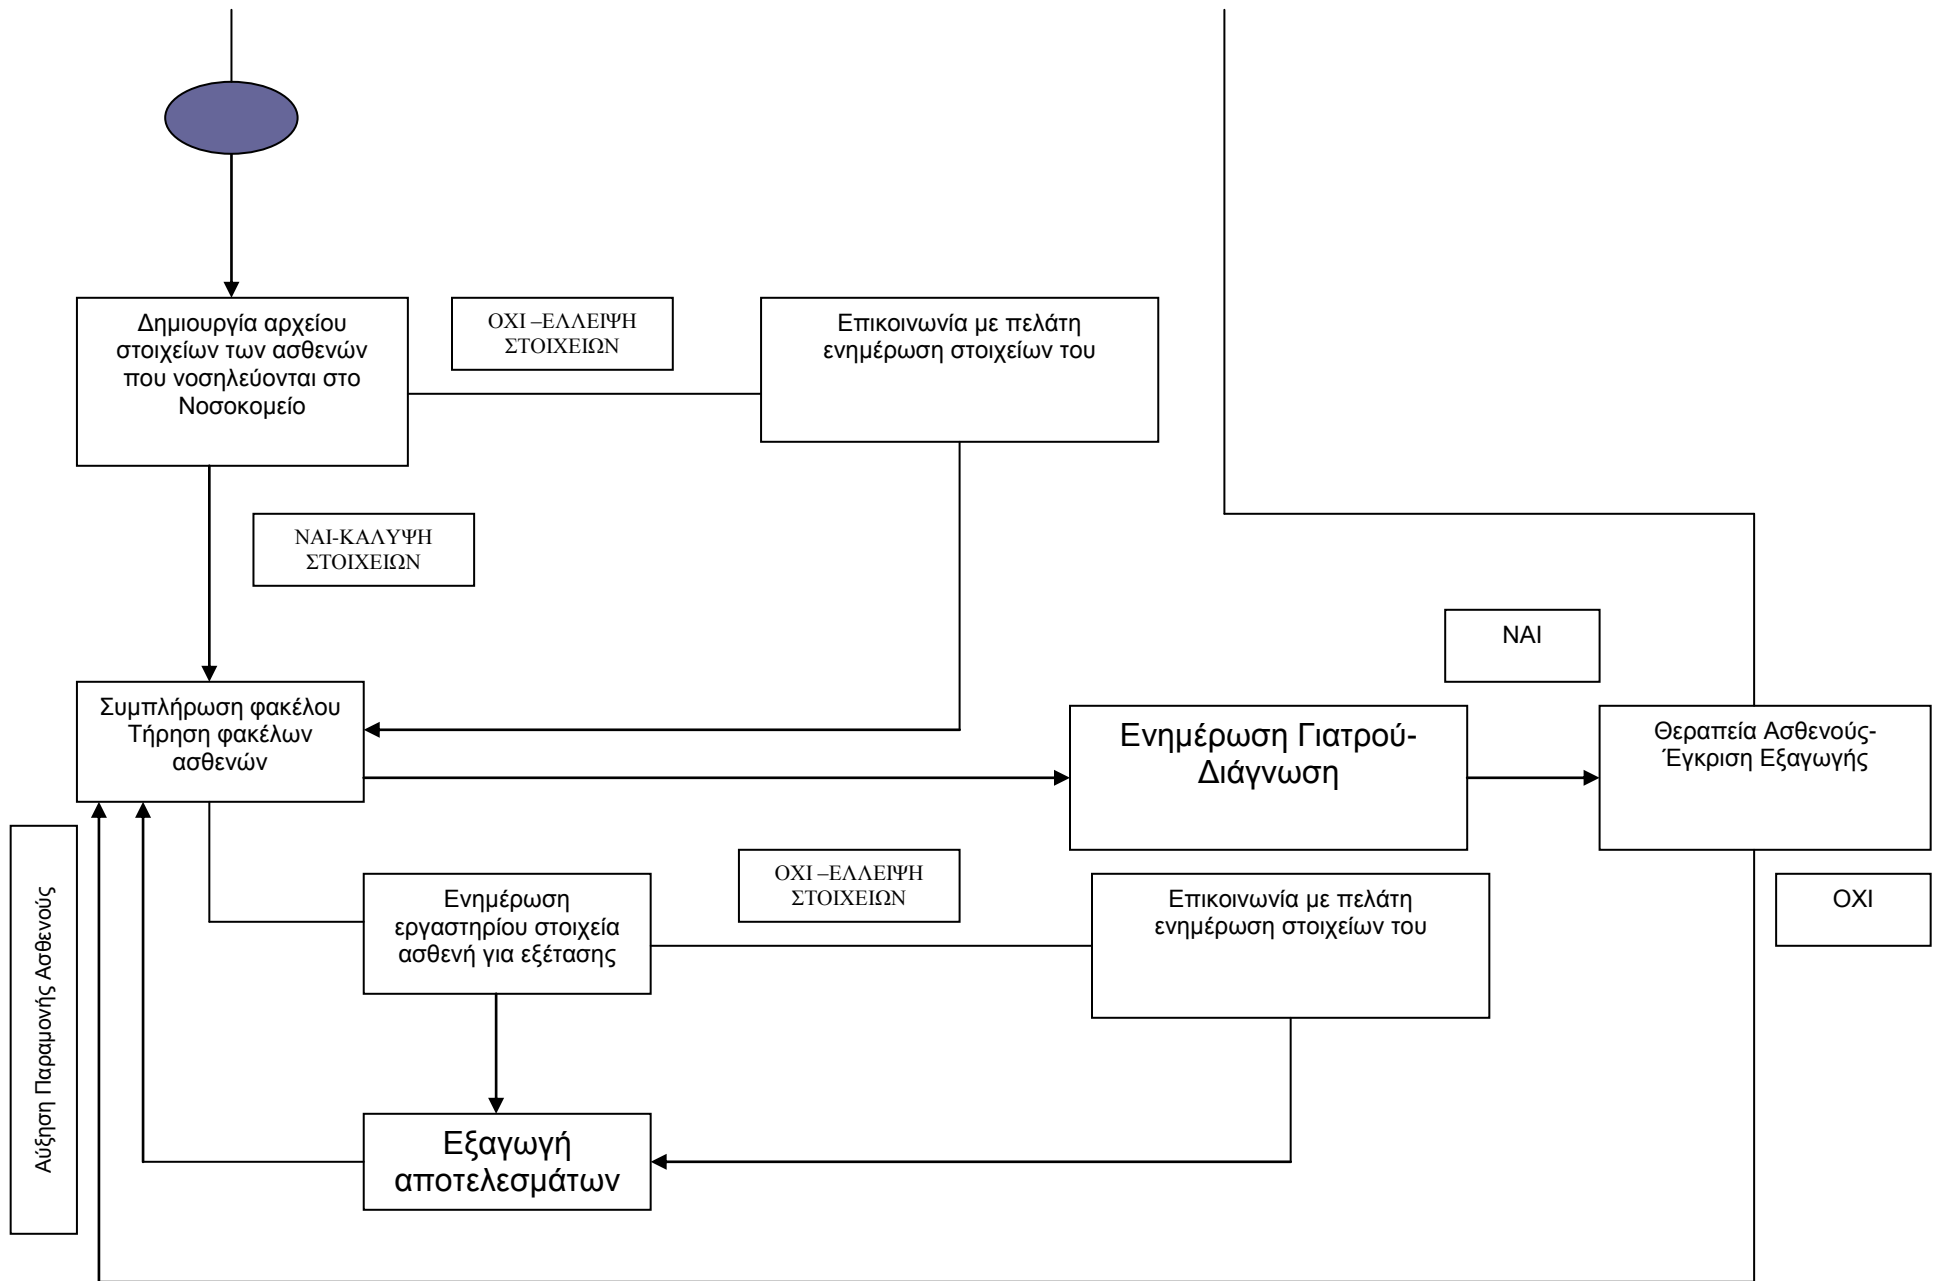 Δημιουργία αρχείου
στοιχείων των ασθενών
που νοσηλεύονται στο
Νοσοκομείο
ΟΧΙ –ΕΛΛΕΙΨΗ
ΣΤΟΙΧΕΙΩΝ
Επικοινωνία με πελάτη
ενημέρωση στοιχείων του
ΝΑΙ-ΚΑΛΥΨΗ
ΣΤΟΙΧΕΙΩΝ
ΝΑΙ
Συμπλήρωση φακέλου
Τήρηση φακέλων
ασθενών
Ενημέρωση Γιατρού-
Διάγνωση
Θεραπεία Ασθενούς-
Έγκριση Εξαγωγής
Αύξηση Παραμονής Ασθενούς
Ενημέρωση
εργαστηρίου στοιχεία
ασθενή για εξέτασης
ΟΧΙ –ΕΛΛΕΙΨΗ
ΣΤΟΙΧΕΙΩΝ
Επικοινωνία με πελάτη
ενημέρωση στοιχείων του
ΟΧΙ
Εξαγωγή
αποτελεσμάτων